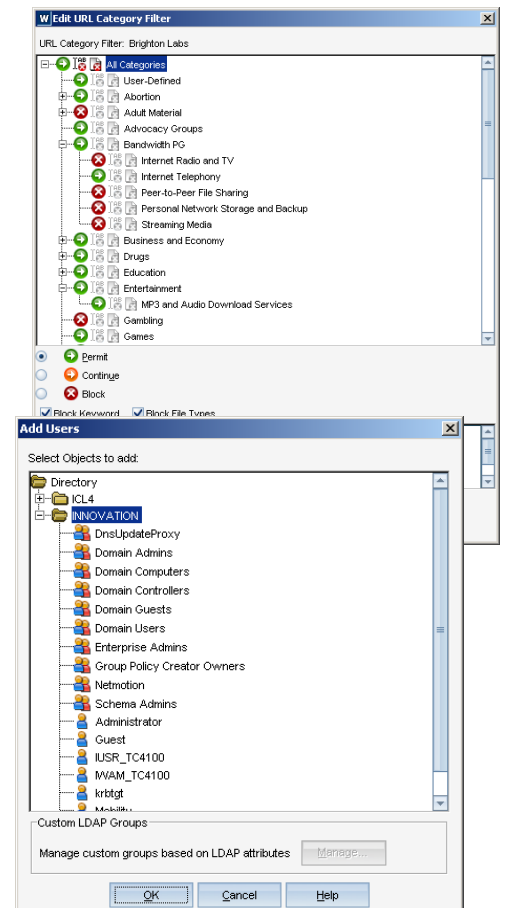 W Edit URL Category Filter
URL Category Filter: Brighton Labs
All Categories
User-Defined
Abortion
Adult Material
Advocacy Groups
Bandwidth PG
Internet Radio and TV
Internet Telephony
Peer-to-Peer File Sharing
Personal Network Storage and Backup
Streaming Media
Business and Economy
Drugs
Education
Entertainment
MP3 and Audio Download Services
Gambling
Games
Permit
Continue
Block
Block Keyword Block File Types
Add Users
Select Objects to add:
Directory
ICL4
INNOVATION
DnsUpdateProxy
Domain Admins
Domain Computers
Domain Controllers
Domain Guests
Domain Users
Enterprise Admins
Group Policy Creator Owners
Netmotion
Schema Admins
Administrator
Guest
IUSR_TC4100
IWAM_TC4100
krbtgt
Mobility
Custom LDAP Groups
Manage custom groups based on LDAP attributes Manage...
OK Cancel Help